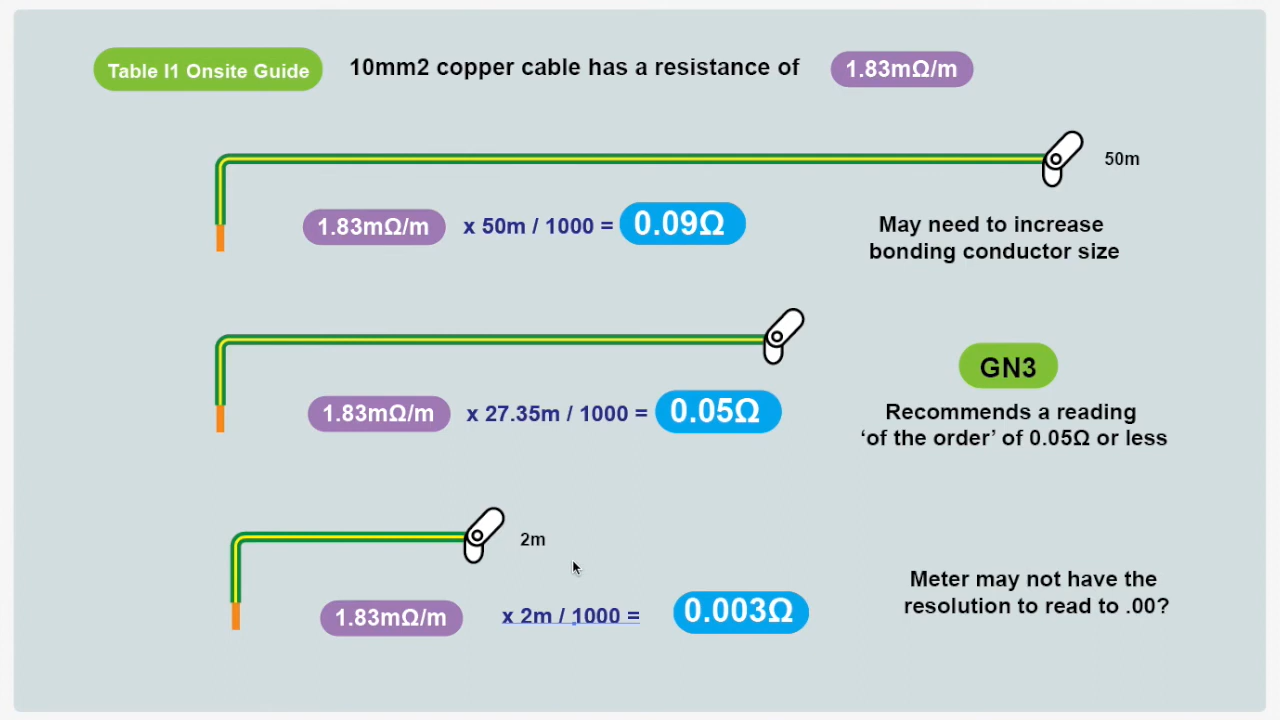 Table I1 Onsite Guide 10mm2 copper cable has a resistance of 1.83mΩ/m
50m
1.83mΩ/m x 50m / 1000 = 0.09Ω
May need to increase
bonding conductor size
GN3
1.83mΩ/m x 27.35m / 1000 = 0.05Ω
Recommends a reading
‘of the order’ of 0.05Ω or less
2m
1.83mΩ/m x 2m / 1000 = 0.003Ω
Meter may not have the
resolution to read to .00?